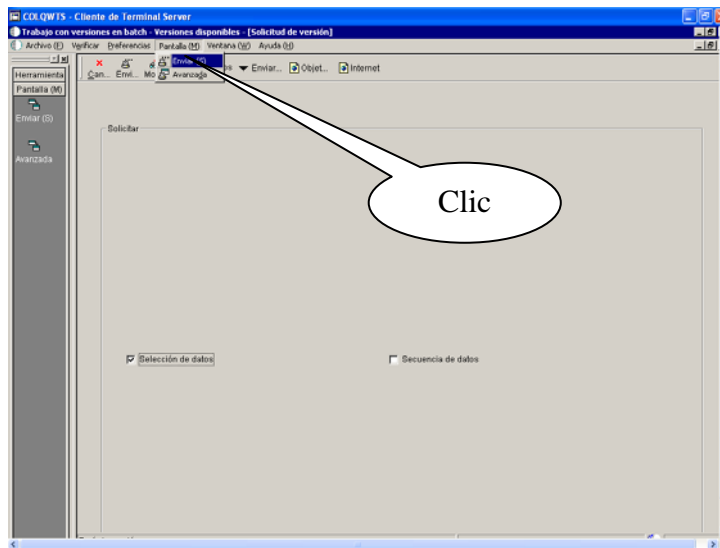 COLQWTS - Cliente de Terminal Server
Trabajo con versiones en batch - Versiones disponibles - [Solicitud de versión]
Archivo (F) Verificar Preferencias Pantalla (M) Ventana (W) Ayuda (H)
Enviar (S)
Avanzada
Can... Envi... Mo Enviar... Objet... Internet
Herramienta
Pantalla (M)
Enviar (S)
Avanzada
Solicitar
Clic
Selección de datos Secuencia de datos